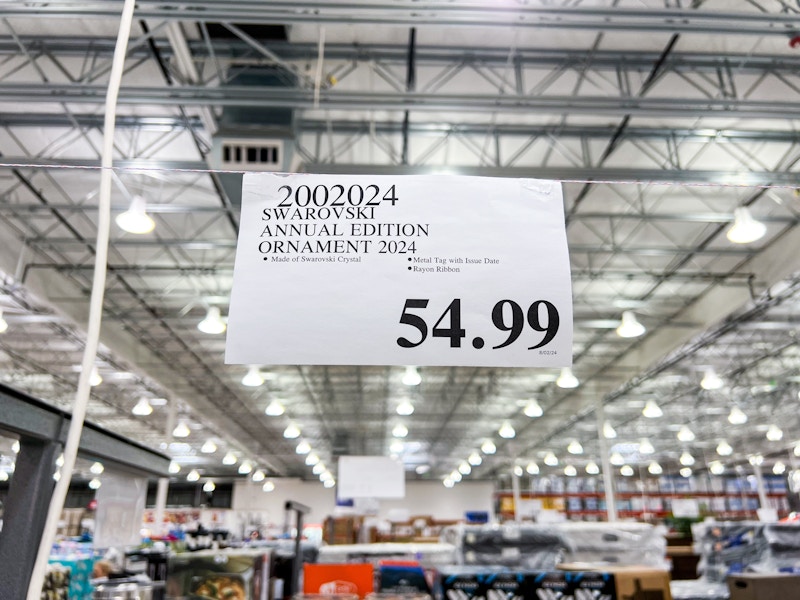 2002024
SWAROVSKI
ANNUAL EDITION
ORNAMENT 2024
• Made of Swarovski Crystal
• Metal Tag with Issue Date
• Rayon Ribbon
54.99